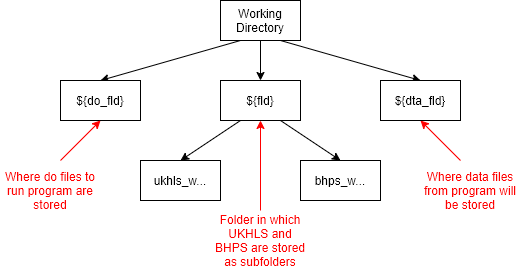 Working
Directory
${do_fld}
${fld}
${dta_fld}
Where do files to
run program are
stored
ukhls_w...
bhps_w...
Where data files
from program will
be stored
Folder in which
UKHLS and
BHPS are stored
as subfolders